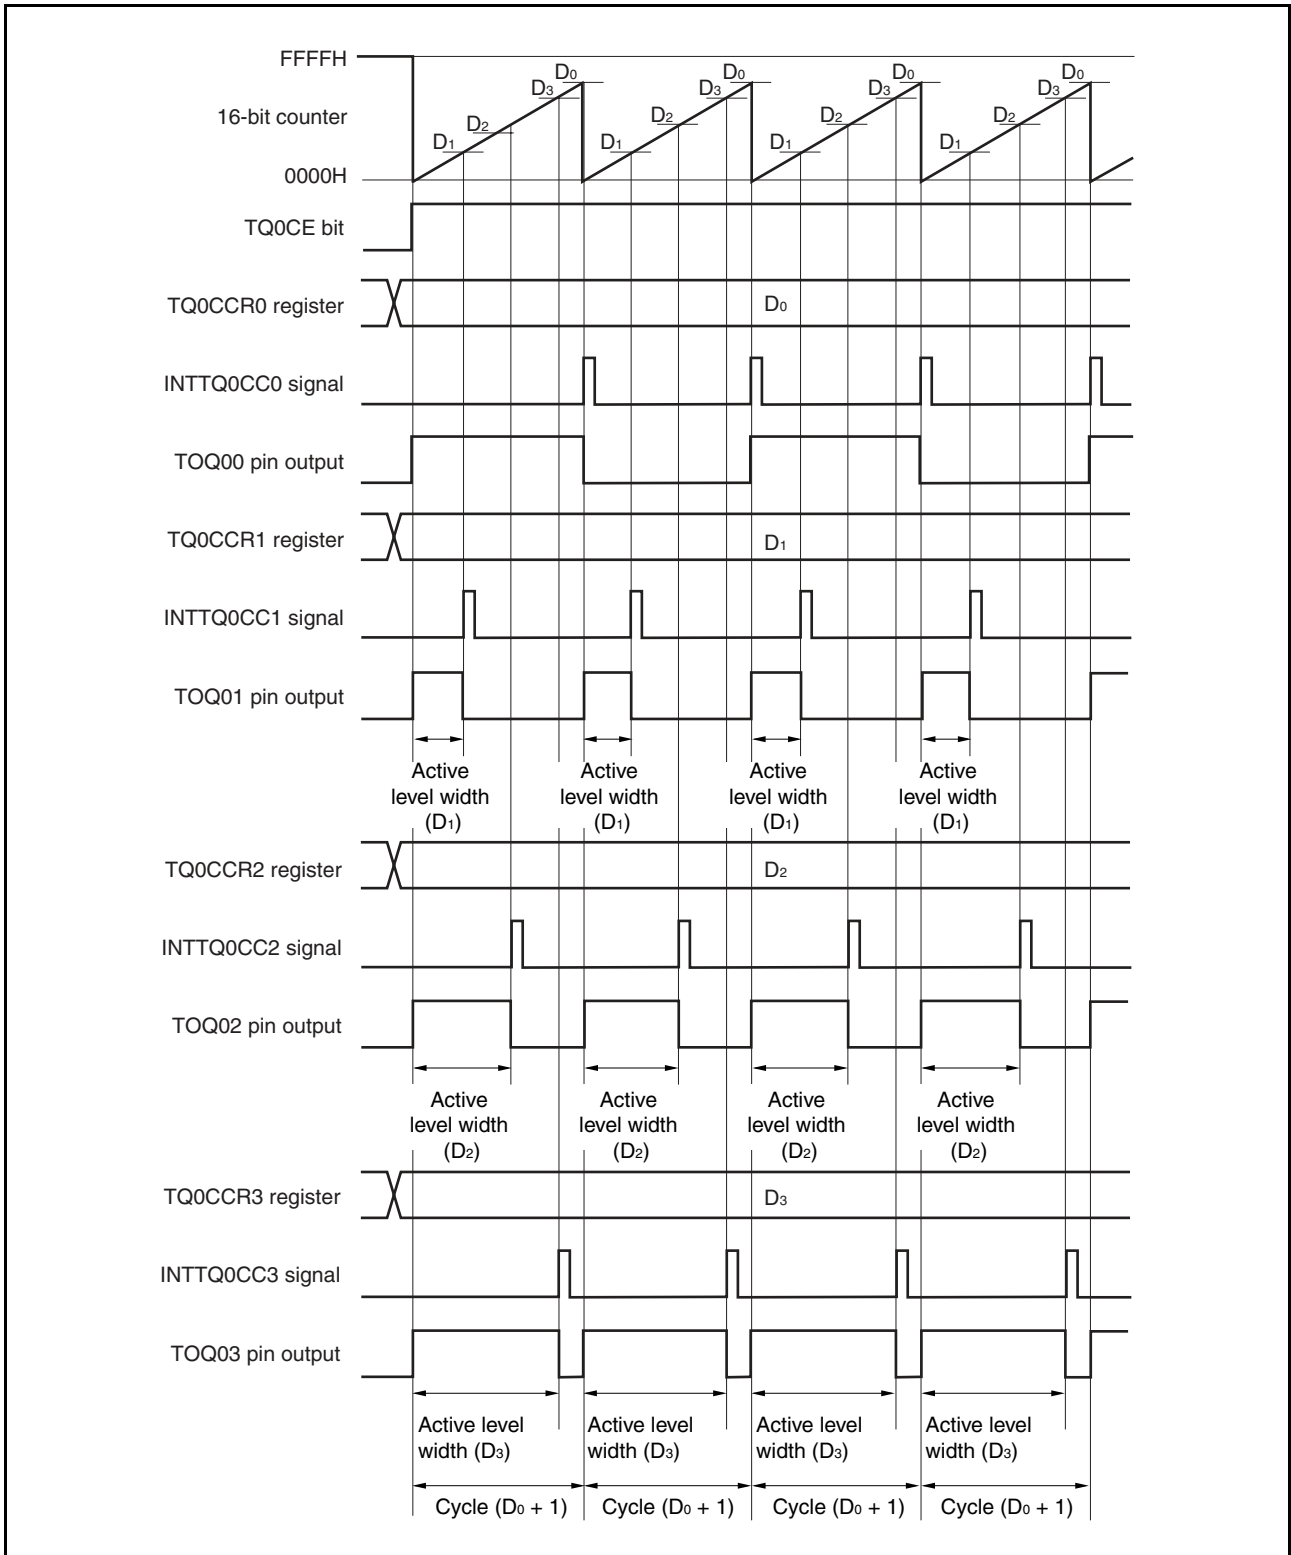 FFFFH
16-bit counter
0000H
D1 D2 D3 D0 D1 D2 D3 D0 D1 D2 D3 D0 D1 D2 D3 D0
TQ0CE bit
TQ0CCR0 register D0
INTTQ0CC0 signal
TOQ00 pin output
TQ0CCR1 register D1
INTTQ0CC1 signal
TOQ01 pin output
Active Active Active Active
level width level width level width level width
(D1) (D1) (D1) (D1)
TQ0CCR2 register D2
INTTQ0CC2 signal
TOQ02 pin output
Active Active Active Active
level width level width level width level width
(D2) (D2) (D2) (D2)
TQ0CCR3 register D3
INTTQ0CC3 signal
TOQ03 pin output
Active level Active level Active level Active level
width (D3) width (D3) width (D3) width (D3)
Cycle (D0 + 1) Cycle (D0 + 1) Cycle (D0 + 1) Cycle (D0 + 1)